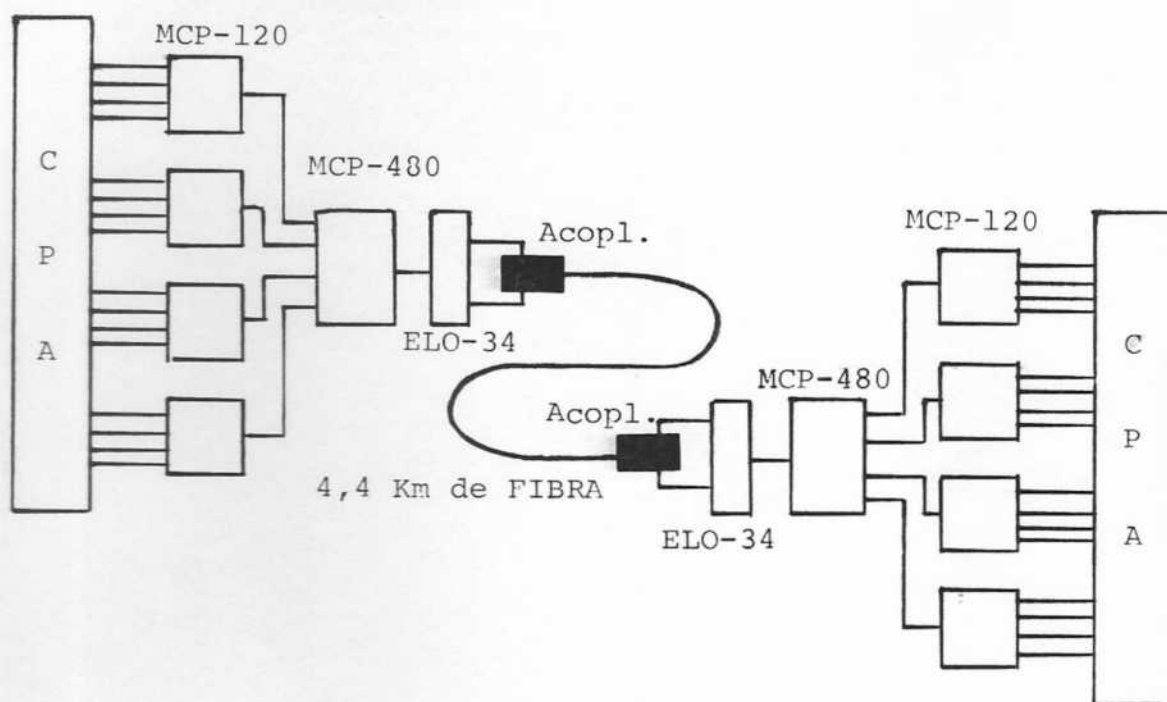 MCP-120
C
P
A
MCP-480
Acopl.
ELO-34
4,4 Km de FIBRA
Acopl.
MCP-480
ELO-34
MCP-120
C
P
A